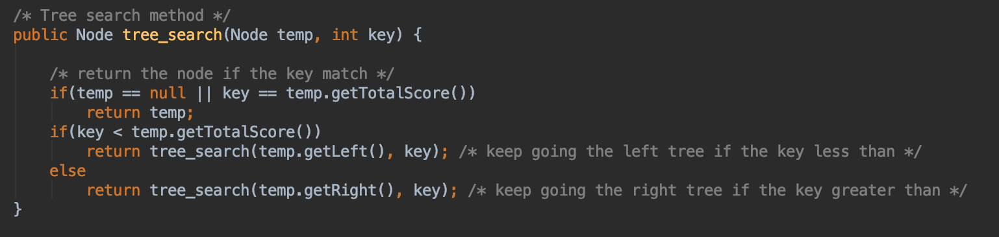 /* Tree search method */
public Node tree_search(Node temp, int key) {
/* return the node if the key match */
if(temp == null || key == temp.getTotalScore())
return temp;
if(key < temp.getTotalScore())
return tree_search(temp.getLeft(), key); /* keep going the left tree if the key less than */
else
return tree_search(temp.getRight(), key); /* keep going the right tree if the key greater than */
}